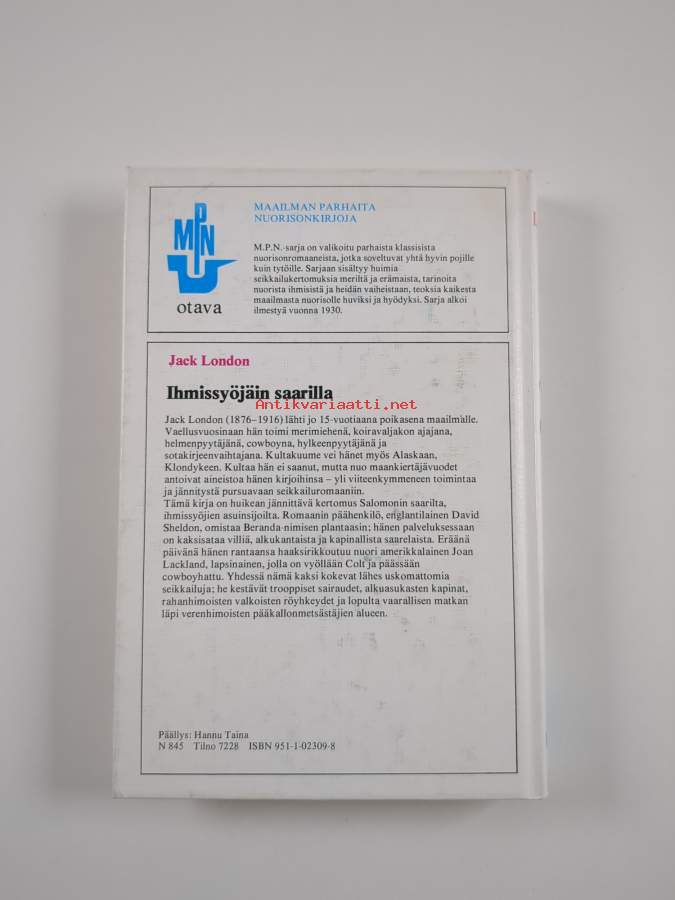 MPN
otava
MAAILMAN PARHAITA
NUORISONKIRJOJA
M.P.N.-sarja on valikoitu parhaista klassisista
nuorisonromaaneista, jotka soveltuvat yhtä hyvin pojille
kuin tytöille. Sarjaan sisältyy huimia
seikkailukertomuksia meriltä ja erämaista, tarinoita
nuorista ihmisistä ja heidän vaiheistaan, teoksia kaikesta
maailmasta nuorisolle huviksi ja hyödyksi. Sarja alkoi
ilmestyä vuonna 1930.
Jack London
Ihmissyöjäin saarilla
Antikvariaatti.net
Jack London (1876–1916) lähti jo 15-vuotiaana poikasena maailmalle.
Vaellusvuosinaan hän toimi merimiehenä, koiravaljakon ajajana,
helmenpyytäjänä, cowboyna, hylkeenpyytäjänä ja
sotakirjeenvaihtajana. Kultakuume vei hänet myös Alaskaan,
Klondykeen. Kultaa hän ei saanut, mutta nuo maankiertäjävuodet
antoivat aineistoa hänen kirjoihinsa – yli viiteenkymmeneen toimintaa
ja jännitystä pursuavaan seikkailuromaaniin.
Tämä kirja on huikean jännittävä kertomus Salomonin saarilta,
ihmissyöjien asuinsijoilta. Romaanin päähenkilö, englantilainen David
Sheldon, omistaa Beranda-nimisen plantaasin; hänen palveluksessaan
on kaksisataa villiä, alkukantaista ja kapinallista saarelaista. Eräänä
päivänä hänen rantaansa haaksirikkoutuu nuori amerikkalainen Joan
Lackland, lapsinainen, jolla on vyöllään Colt ja päässään
cowboyhattu. Yhdessä nämä kaksi kokevat lähes uskomattomia
seikkailuja; he kestävät trooppiset sairaudet, alkuasukasten kapinat,
rahanhimoisten valkoisten röyhkeydet ja lopulta vaarallisen matkan
läpi verenhimoisten pääkallonmetsästäjien alueen.
Päällys: Hannu Taina
N 845 Tilno 7228 ISBN 951-1-02309-8